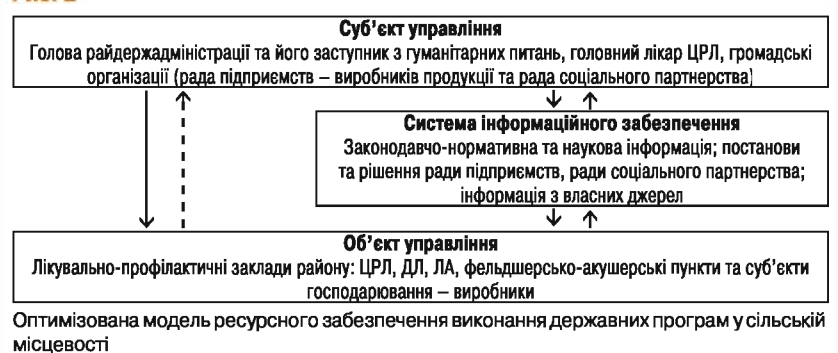 Суб’єкт управління
Голова райдержадміністрації та його заступник з гуманітарних питань, головний лікар ЦРЛ, громадські
організації (рада підприємств – виробників продукції та рада соціального партнерства)
Система інформаційного забезпечення
Законодавчо-нормативна та наукова інформація; постанови
та рішення ради підприємств, ради соціального партнерства;
інформація з власних джерел
Об’єкт управління
Лікувально-профілактичні заклади району: ЦРЛ, ДЛ, ЛА, фельдшерсько-акушерські пункти та суб’єкти
господарювання – виробники
Оптимізована модель ресурсного забезпечення виконання державних програм у сільській
місцевості